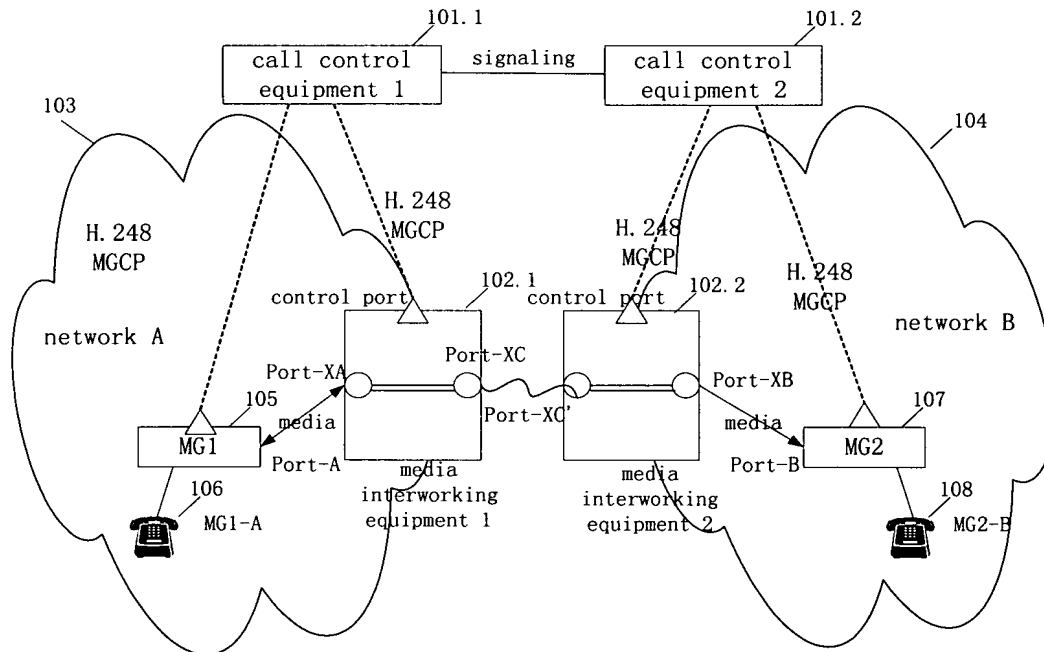 101.1
101.2
call control
equipment 1
signaling
call control
equipment 2
103
104
H.248
MGCP
H.248
MGCP
H.248
MGCP
H.248
MGCP
control port
102.1
control port
102.2
network A
network B
Port-XC
Port-XA
Port-XB
105
media
Port-XC'
107
media
MG1
MG2
Port-A
Port-B
106
media
interworking
equipment 1
media
interworking
equipment 2
108
MG1-A
MG2-B